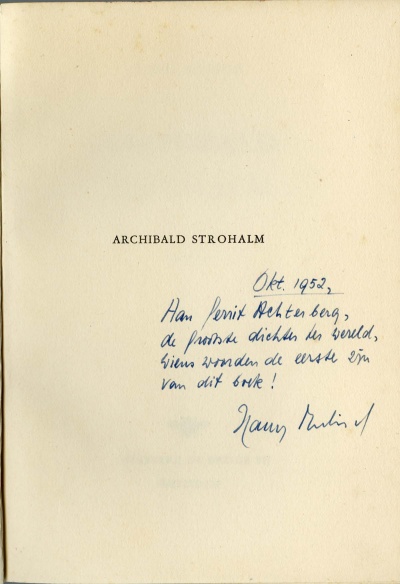 ARCHIBALD STROHALM
Okt. 1952,
Aan Gerrit Achterberg,
de grootste dichter ter wereld,
wiens woorden de eerste zijn
van dit boek!
Harry Mulisch